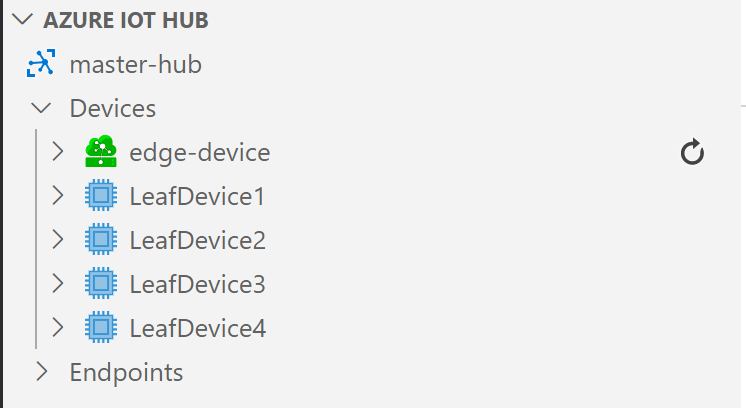 AZURE IOT HUB
master-hub
Devices
edge-device
LeafDevice1
LeafDevice2
LeafDevice3
LeafDevice4
Endpoints